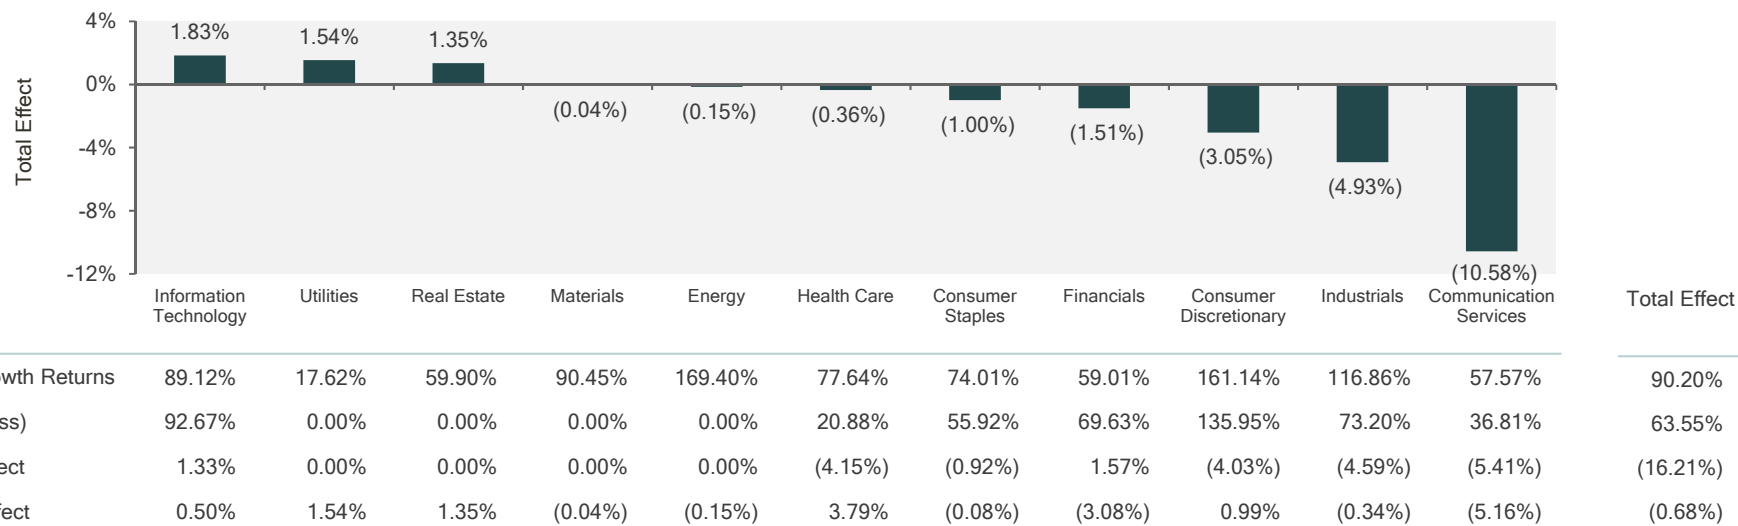 4%
1.83%
1.54%
1.35%
0%
(0.04%)
(0.15%)
(0.36%)
(1.00%)
(1.51%)
(3.05%)
(4.93%)
(10.58%)
-4%
-8%
-12%
Total Effect
Information Technology
Utilities
Real Estate
Materials
Energy
Health Care
Consumer Staples
Financials
Consumer Discretionary
Industrials
Communication Services
Total Effect
wth Returns 89.12% 17.62% 59.90% 90.45% 169.40% 77.64% 74.01% 59.01% 161.14% 116.86% 57.57% 90.20%
ss) 92.67% 0.00% 0.00% 0.00% 0.00% 20.88% 55.92% 69.63% 135.95% 73.20% 36.81% 63.55%
ect 1.33% 0.00% 0.00% 0.00% 0.00% (4.15%) (0.92%) 1.57% (4.03%) (4.59%) (5.41%) (16.21%)
fect 0.50% 1.54% 1.35% (0.04%) (0.15%) 3.79% (0.08%) (3.08%) 0.99% (0.34%) (5.16%) (0.68%)